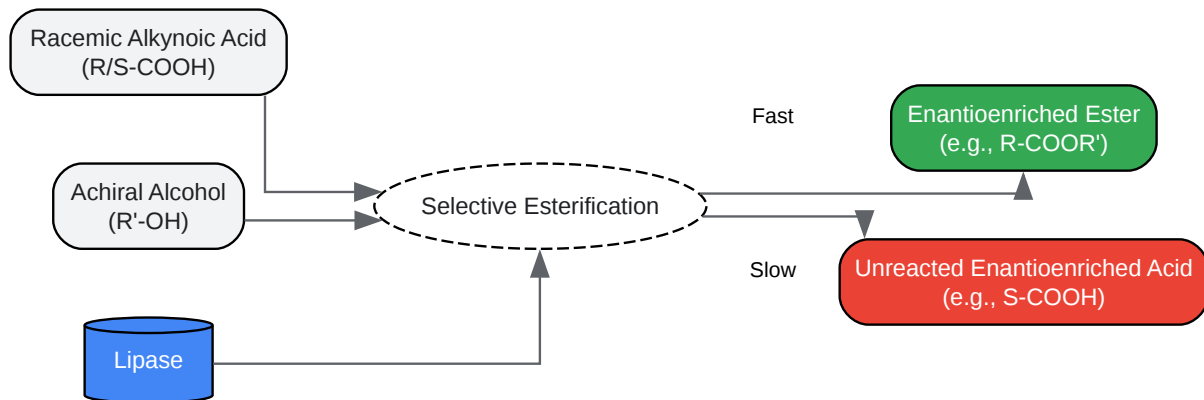 Racemic Alkynoic Acid
(R/S-COOH)
Achiral Alcohol
(R'-OH)
Lipase
Selective Esterification
Fast
Enantioenriched Ester
(e.g., R-COOR')
Slow
Unreacted Enantioenriched Acid
(e.g., S-COOH)